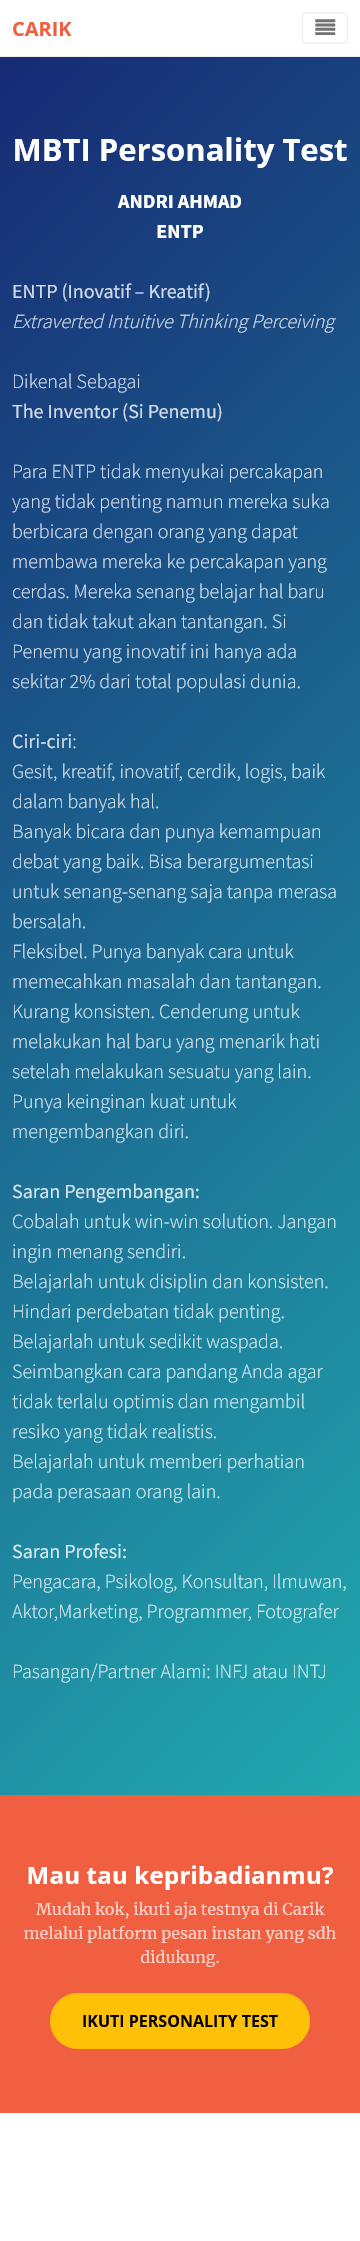 CARIK
MBTI Personality Test
ANDRI AHMAD
ENTP
ENTP (Inovatif – Kreatif)
Extraverted Intuitive Thinking Perceiving
Dikenal Sebagai
The Inventor (Si Penemu)
Para ENTP tidak menyukai percakapan
yang tidak penting namun mereka suka
berbicara dengan orang yang dapat
membawa mereka ke percakapan yang
cerdas. Mereka senang belajar hal baru
dan tidak takut akan tantangan. Si
Penemu yang inovatif ini hanya ada
sekitar 2% dari total populasi dunia.
Ciri-ciri:
Gesit, kreatif, inovatif, cerdik, logis, baik
dalam banyak hal.
Banyak bicara dan punya kemampuan
debat yang baik. Bisa berargumentasi
untuk senang-senang saja tanpa merasa
bersalah.
Fleksibel. Punya banyak cara untuk
memecahkan masalah dan tantangan.
Kurang konsisten. Cenderung untuk
melakukan hal baru yang menarik hati
setelah melakukan sesuatu yang lain.
Punya keinginan kuat untuk
mengembangkan diri.
Saran Pengembangan:
Cobalah untuk win-win solution. Jangan
ingin menang sendiri.
Belajarlah untuk disiplin dan konsisten.
Hindari perdebatan tidak penting.
Belajarlah untuk sedikit waspada.
Seimbangkan cara pandang Anda agar
tidak terlalu optimis dan mengambil
resiko yang tidak realistis.
Belajarlah untuk memberi perhatian
pada perasaan orang lain.
Saran Profesi:
Pengacara, Psikolog, Konsultan, Ilmuwan,
Aktor,Marketing, Programmer, Fotografer
Pasangan/Partner Alami: INFJ atau INTJ
Mau tau kepribadianmu?
Mudah kok, ikuti aja testnya di Carik
melalui platform pesan instan yang sdh
didukung.
IKUTI PERSONALITY TEST